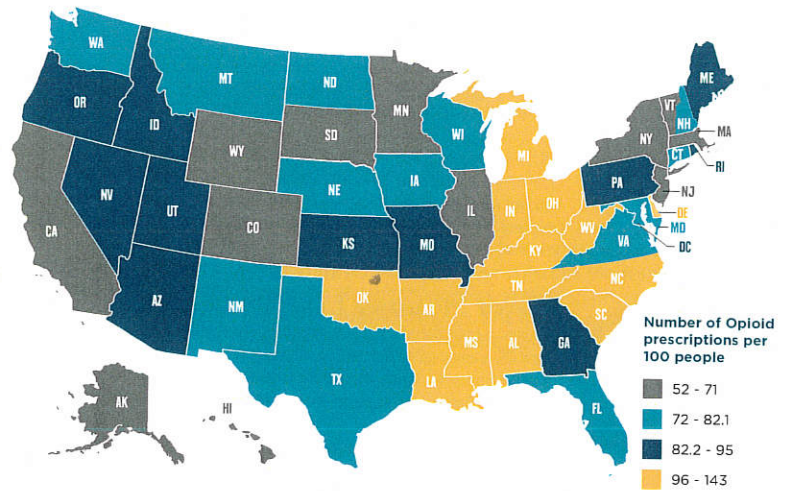 WA
MT
ND
MN
ME
OR
ID
SD
WI
VT
NH
MA
NY
WY
MI
CT
RI
NE
IA
PA
NJ
NV
UT
IL
IN
OH
DE
CO
WV
MD
CA
KS
MO
KY
VA
DC
AZ
NM
OK
AR
TN
NC
SC
MS
AL
GA
TX
LA
FL
AK
HI
Number of Opioid
prescriptions per
100 people
52 - 71
72 - 82.1
82.2 - 95
96 - 143